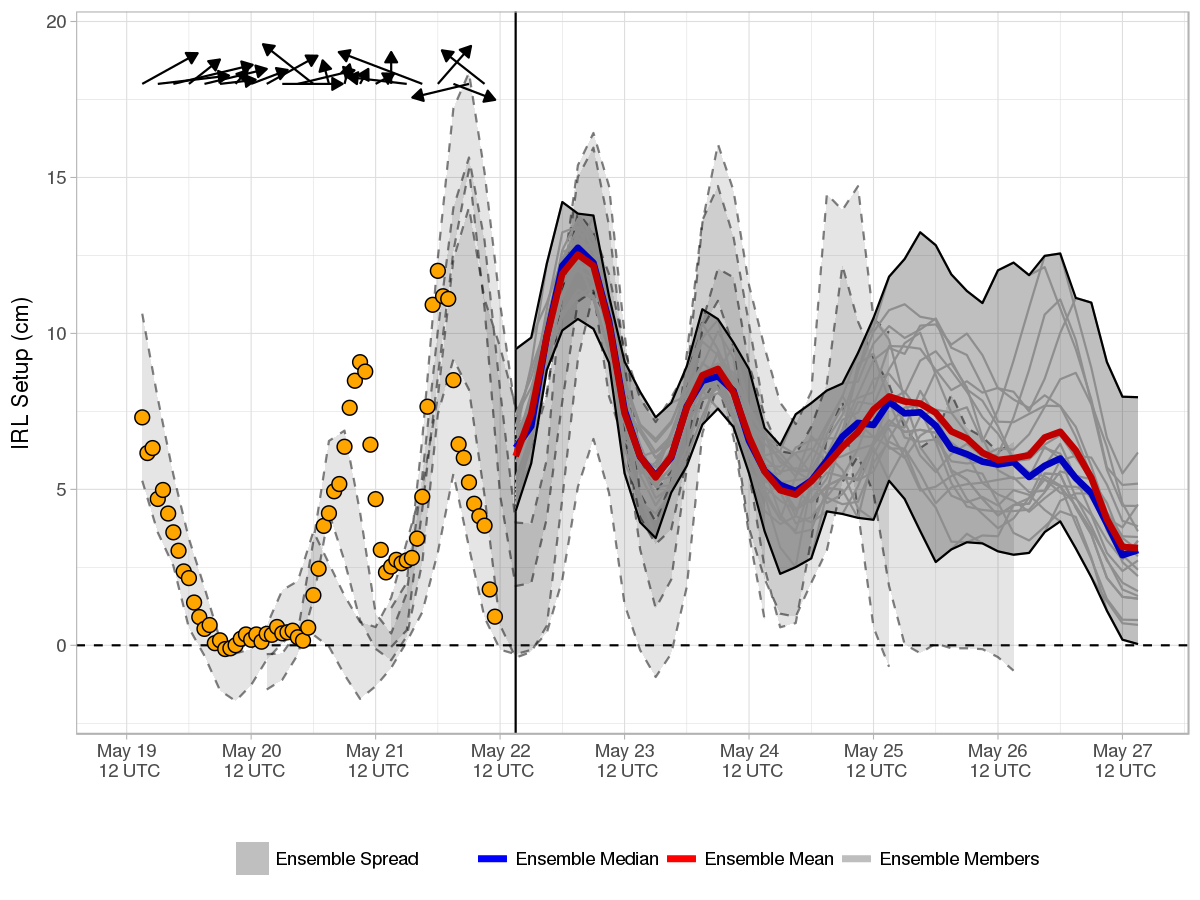 IRL Setup (cm)
20
15
10
5
0
May 19 May 20 May 21 May 22 May 23 May 24 May 25 May 26 May 27
12 UTC 12 UTC 12 UTC 12 UTC 12 UTC 12 UTC 12 UTC 12 UTC 12 UTC
Ensemble Spread Ensemble Median Ensemble Mean Ensemble Members